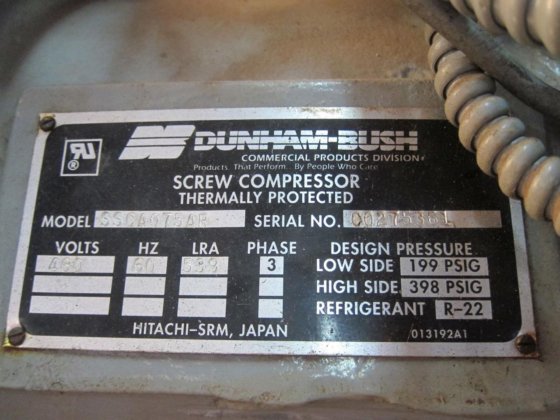 DUNHAM-BUSH
COMMERCIAL PRODUCTS DIVISION
Products That Perform... By People Who Care
SCREW COMPRESSOR
THERMALLY PROTECTED
MODEL SERIAL NO.
VOLTS HZ LRA PHASE DESIGN PRESSURE
460 60 599 3 LOW SIDE 199 PSIG
HIGH SIDE 398 PSIG
REFRIGERANT R-22
HITACHI-SRM, JAPAN 013192A1